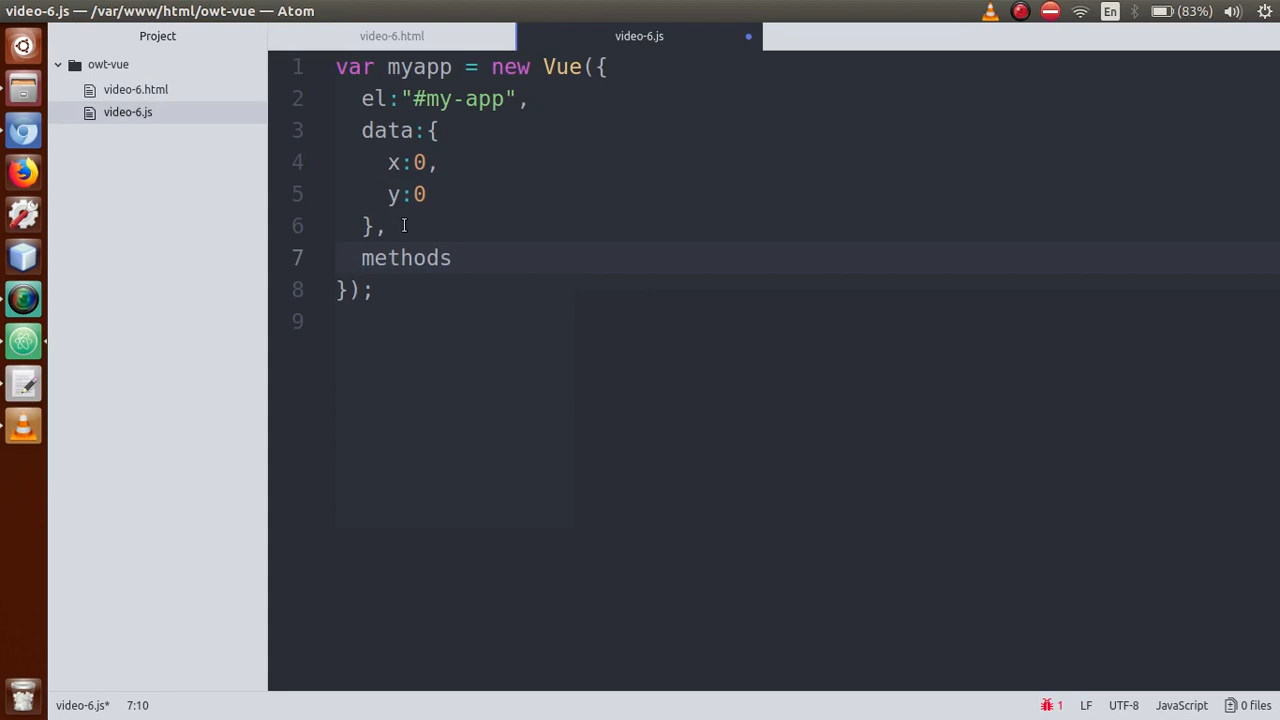 video-6.js — /var/www/html/owt-vue — Atom
En
(83%)
Project
video-6.html
video-6.js
owt-vue
video-6.html
video-6.js
1 var myapp = new Vue({
2 el:"#my-app",
3 data:{
4 x:0,
5 y:0
6 },
7 methods
8 });
9
video-6.js* 7:10
1 LF UTF-8 JavaScript 0 files